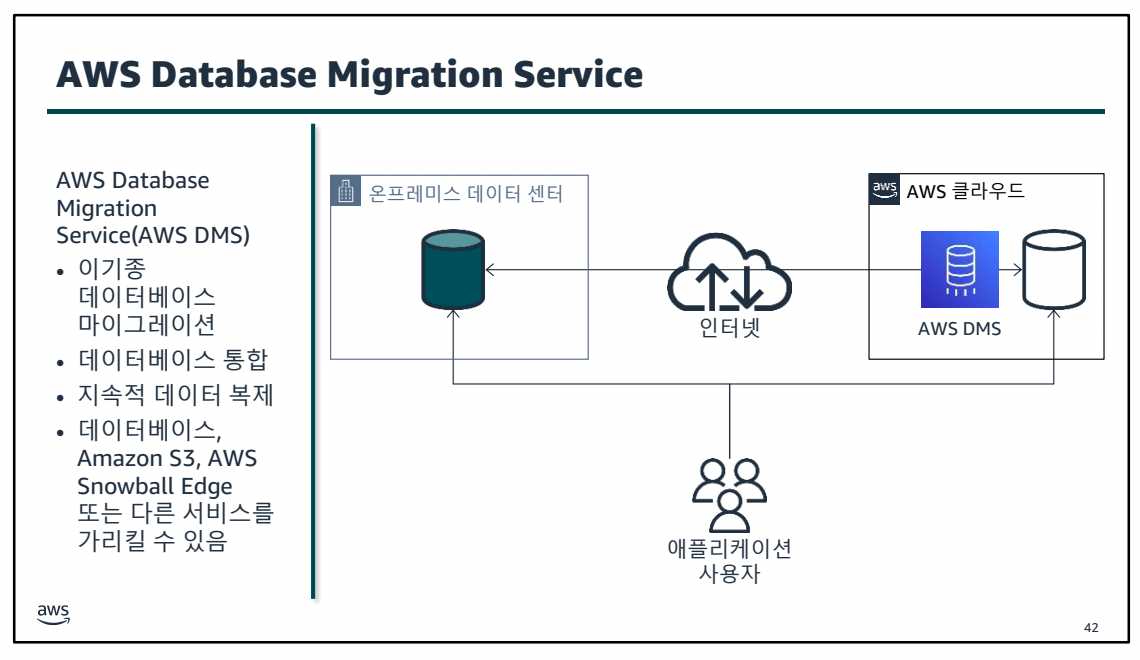 AWS Database Migration Service
AWS Database
Migration
Service(AWS DMS)
• 이기종
데이터베이스
마이그레이션
• 데이터베이스 통합
• 지속적 데이터 복제
• 데이터베이스,
Amazon S3, AWS
Snowball Edge
또는 다른 서비스를
가리킬 수 있음
온프레미스 데이터 센터
인터넷
aws
AWS 클라우드
AWS DMS
애플리케이션
사용자
aws
42